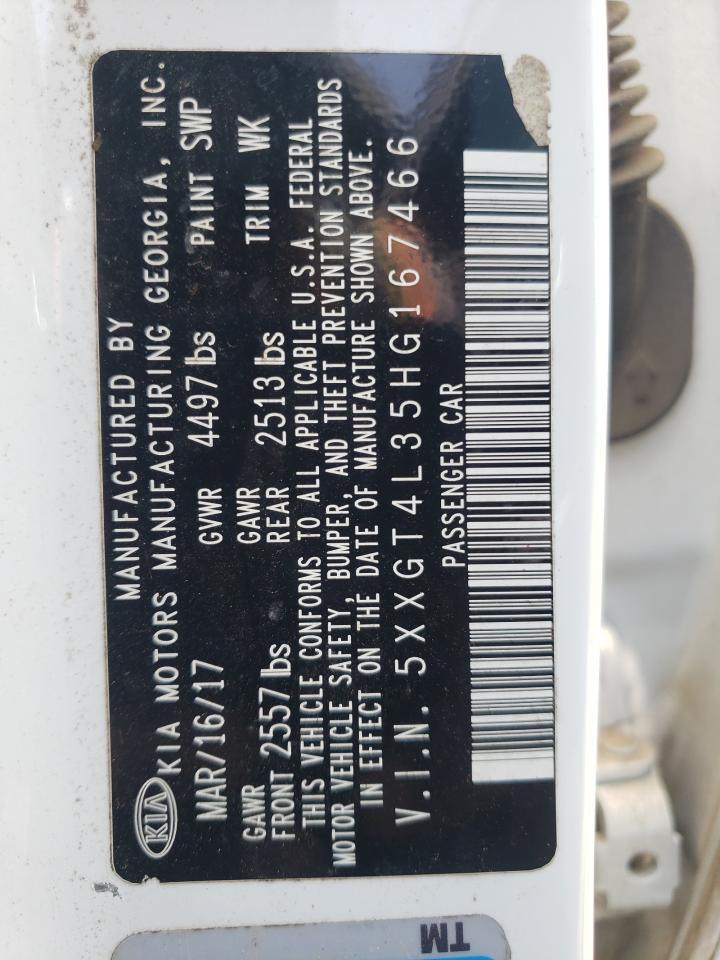 MANUFACTURED BY
KIA KIA MOTORS MANUFACTURING GEORGIA, INC.
MAR/16/17 GVWR 4497 lbs PAINT SWP
GAWR GAWR
FRONT 2557 lbs REAR 2513 lbs TRIM WK
THIS VEHICLE CONFORMS TO ALL APPLICABLE U.S.A. FEDERAL
MOTOR VEHICLE SAFETY, BUMPER, AND THEFT PREVENTION STANDARDS
IN EFFECT ON THE DATE OF MANUFACTURE SHOWN ABOVE.
V.I.N. 5XXGT4L35HG167466
PASSENGER CAR
TM